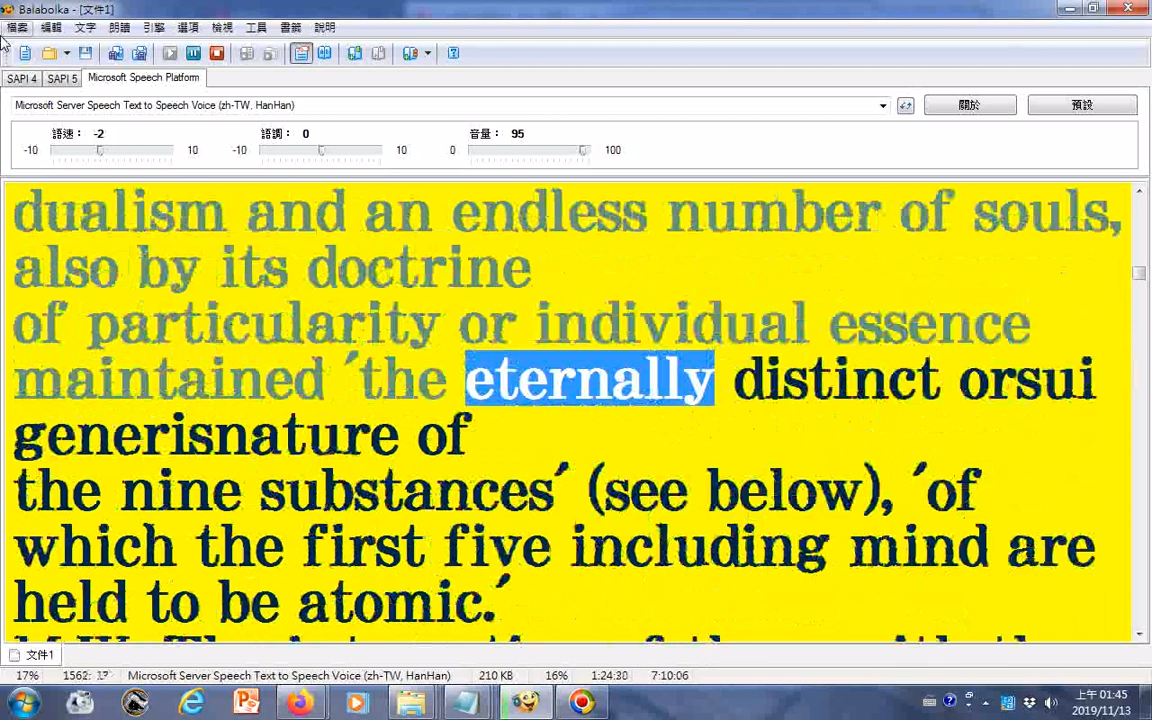 Balabolka - [文件1]
檔案 編輯 文字 朗讀 引擎 選項 檢視 工具 書籤 說明
SAPI 4 SAPI 5 Microsoft Speech Platform
Microsoft Server Speech Text to Speech Voice (zh-TW, HanHan) 關於 預設
語速： -2 語調： 0 音量： 95
-10 10 -10 10 0 100
dualism and an endless number of souls,
also by its doctrine
of particularity or individual essence
maintained ´the eternally distinct orsui
generisnature of
the nine substances´ (see below), ´of
which the first five including mind are
held to be atomic.´
文件1
17% Microsoft Server Speech Text to Speech Voice (zh-TW, HanHan) 210 KB 16% 1:24:30 7:10:06
上午 01:45
2019/11/13